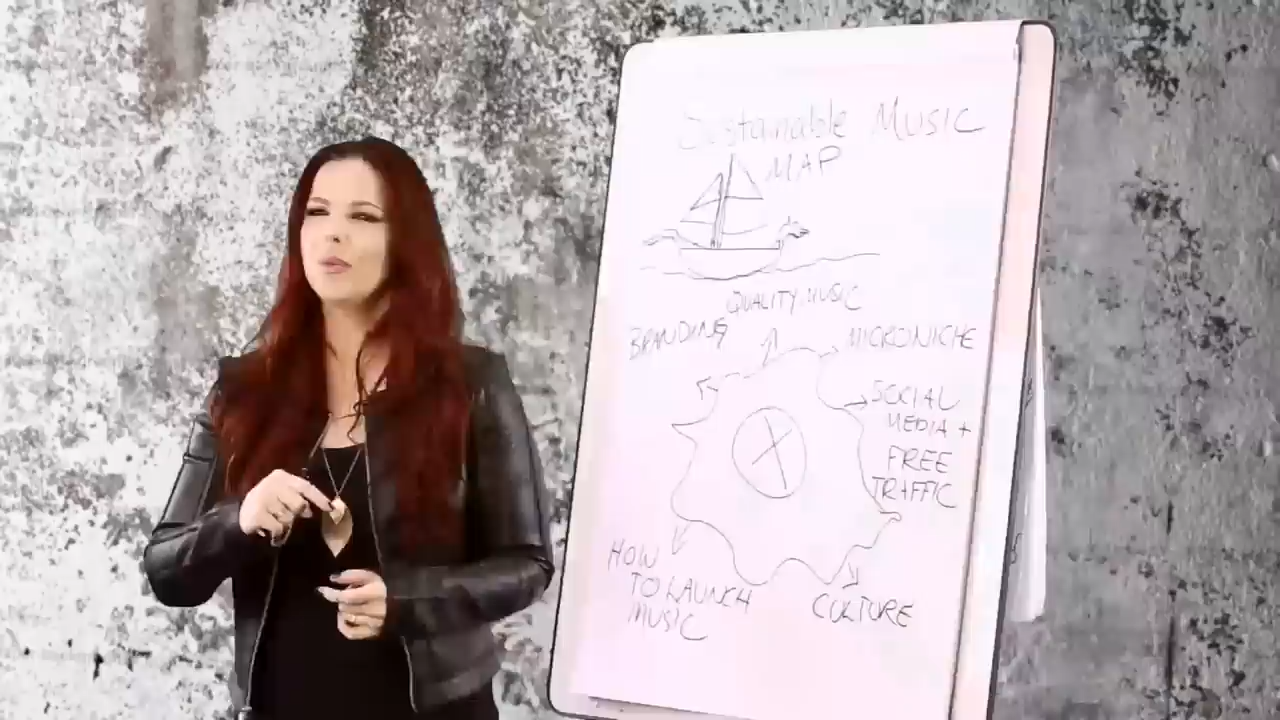 Sustainable MUSIC
MAP
QUALITY MUSIC
BRANDING
MICRONICHE
SOCIAL
MEDIA +
FREE
TRAFFIC
HOW
TO LAUNCH
MUSIC
CULTURE